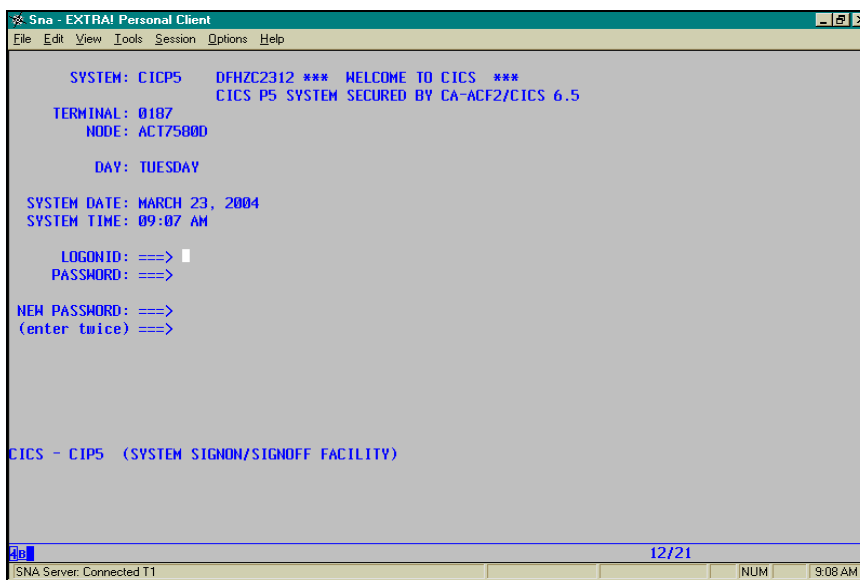 Sna - EXTRA! Personal Client
File Edit View Tools Session Options Help
SYSTEM: CICP5 DFHZC2312 *** WELCOME TO CICS ***
CICS P5 SYSTEM SECURED BY CA-ACF2/CICS 6.5
TERMINAL: 0187
NODE: ACT7580D
DAY: TUESDAY
SYSTEM DATE: MARCH 23, 2004
SYSTEM TIME: 09:07 AM
LOGONID: ===>
PASSWORD: ===>
NEW PASSWORD: ===>
(enter twice) ===>
CICS - CIP5 (SYSTEM SIGNON/SIGNOFF FACILITY)
4B 12/21
SNA Server: Connected T1 NUM 9:08 AM